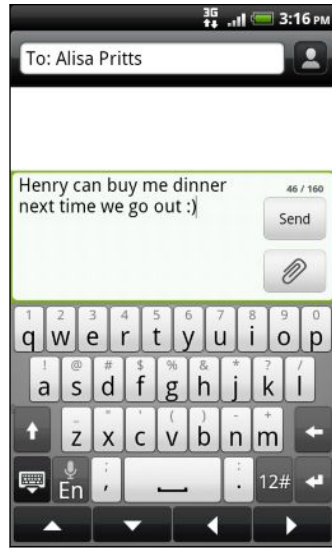 3G 3:16 PM
To: Alisa Pritts
Henry can buy me dinner
next time we go out :)
46 / 160
Send
1 2 3 4 5 6 7 8 9 0
q w e r t y u i o p
! @ # $ % & * ? /
a s d f g h j k l
_ " ' ( ) - +
z x c v b n m
En , ; . : 12#